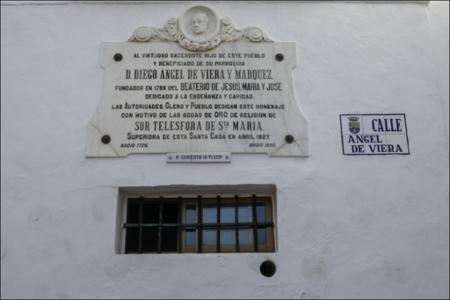 AL VIRTUOSO SACERDOTE HIJO DE ESTE PUEBLO
Y BENEFICIADO DE SU PARROQUIA
D. DIEGO ANGEL DE VIERA Y MARQUEZ,
FUNDADOR EN 1788 DEL BEATERIO DE JESUS, MARIA Y JOSE
DEDICADO A LA ENSEÑANZA Y CARIDAD.
LAS AUTORIDADES, CLERO Y PUEBLO, DEDICAN ESTE HOMENAJE
CON MOTIVO DE LAS BODAS DE ORO DE RELIGION DE
SOR TELESFORA DE STA MARIA.
SUPERIORA DE ESTA SANTA CASA EN ABRIL, 1927.
NACIO 1726.
MURIO
CALLE
ANGEL
DE VIERA